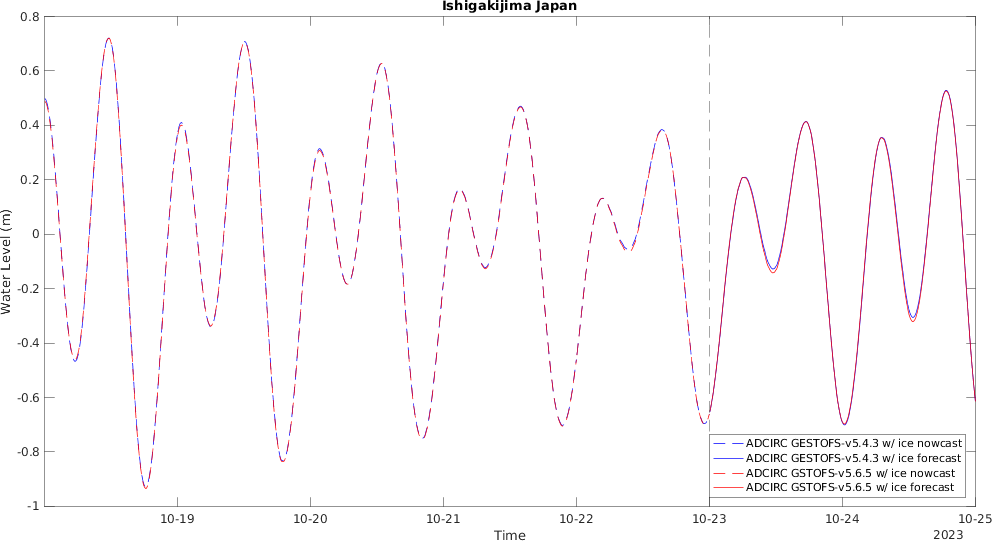 Ishigakijima Japan
0.8
0.6
0.4
0.2
0
-0.2
-0.4
-0.6
-0.8
-1
Water Level (m)
ADCIRC GESTOFS-v5.4.3 w/ ice nowcast
ADCIRC GESTOFS-v5.4.3 w/ ice forecast
ADCIRC GSTOFS-v5.6.5 w/ ice nowcast
ADCIRC GSTOFS-v5.6.5 w/ ice forecast
10-19 10-20 10-21 10-22 10-23 10-24 10-25
Time
2023